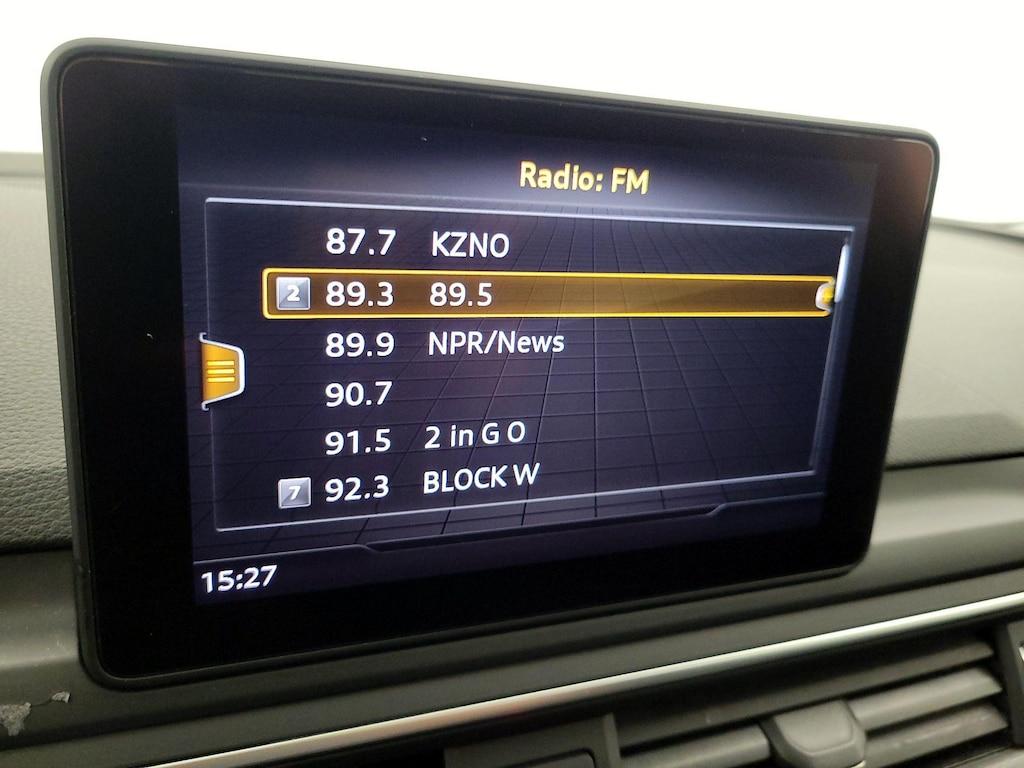 Radio: FM
87.7 KZNO
2 89.3 89.5
89.9 NPR/News
90.7
91.5 2 in G O
7 92.3 BLOCK W
15:27